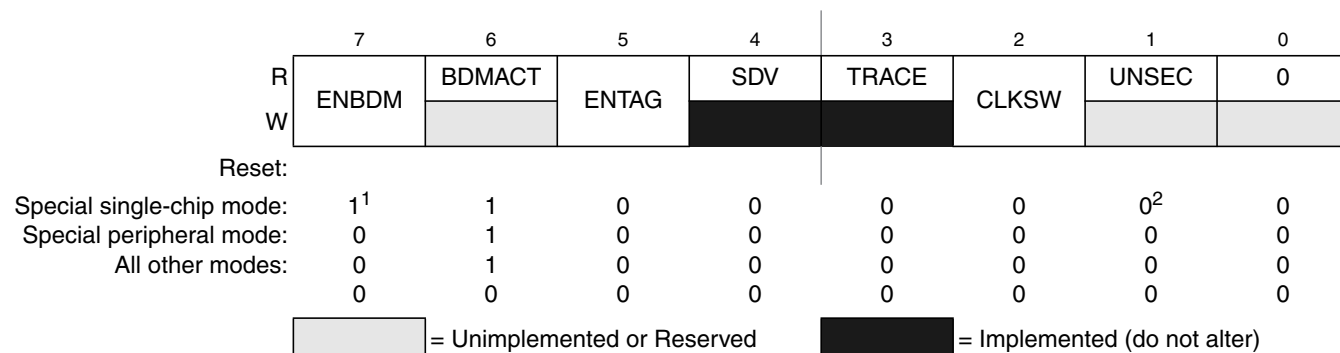 7 6 5 4 3 2 1 0
R ENBDM BDMACT ENTAG SDV TRACE CLKSW UNSEC 0
W
Reset:
Special single-chip mode: 1¹ 1 0 0 0 0 0² 0
Special peripheral mode: 0 1 0 0 0 0 0 0
All other modes: 0 1 0 0 0 0 0 0
0 0 0 0 0 0 0 0
= Unimplemented or Reserved = Implemented (do not alter)